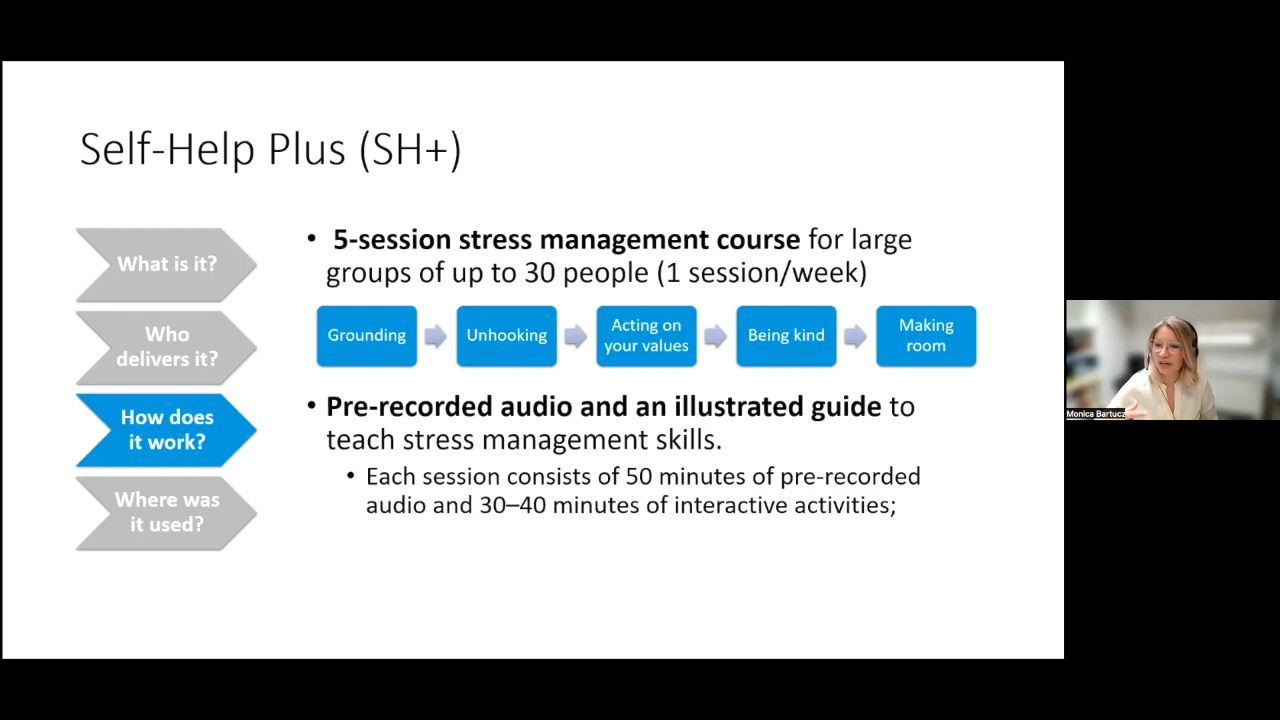 Self-Help Plus (SH+)
What is it?
Who
delivers it?
How does
it work?
Where was
it used?
• 5-session stress management course for large
groups of up to 30 people (1 session/week)
Grounding
Unhooking
Acting on
your values
Being kind
Making
room
• Pre-recorded audio and an illustrated guide to
teach stress management skills.
• Each session consists of 50 minutes of pre-recorded
audio and 30–40 minutes of interactive activities;
Monica Bartucz